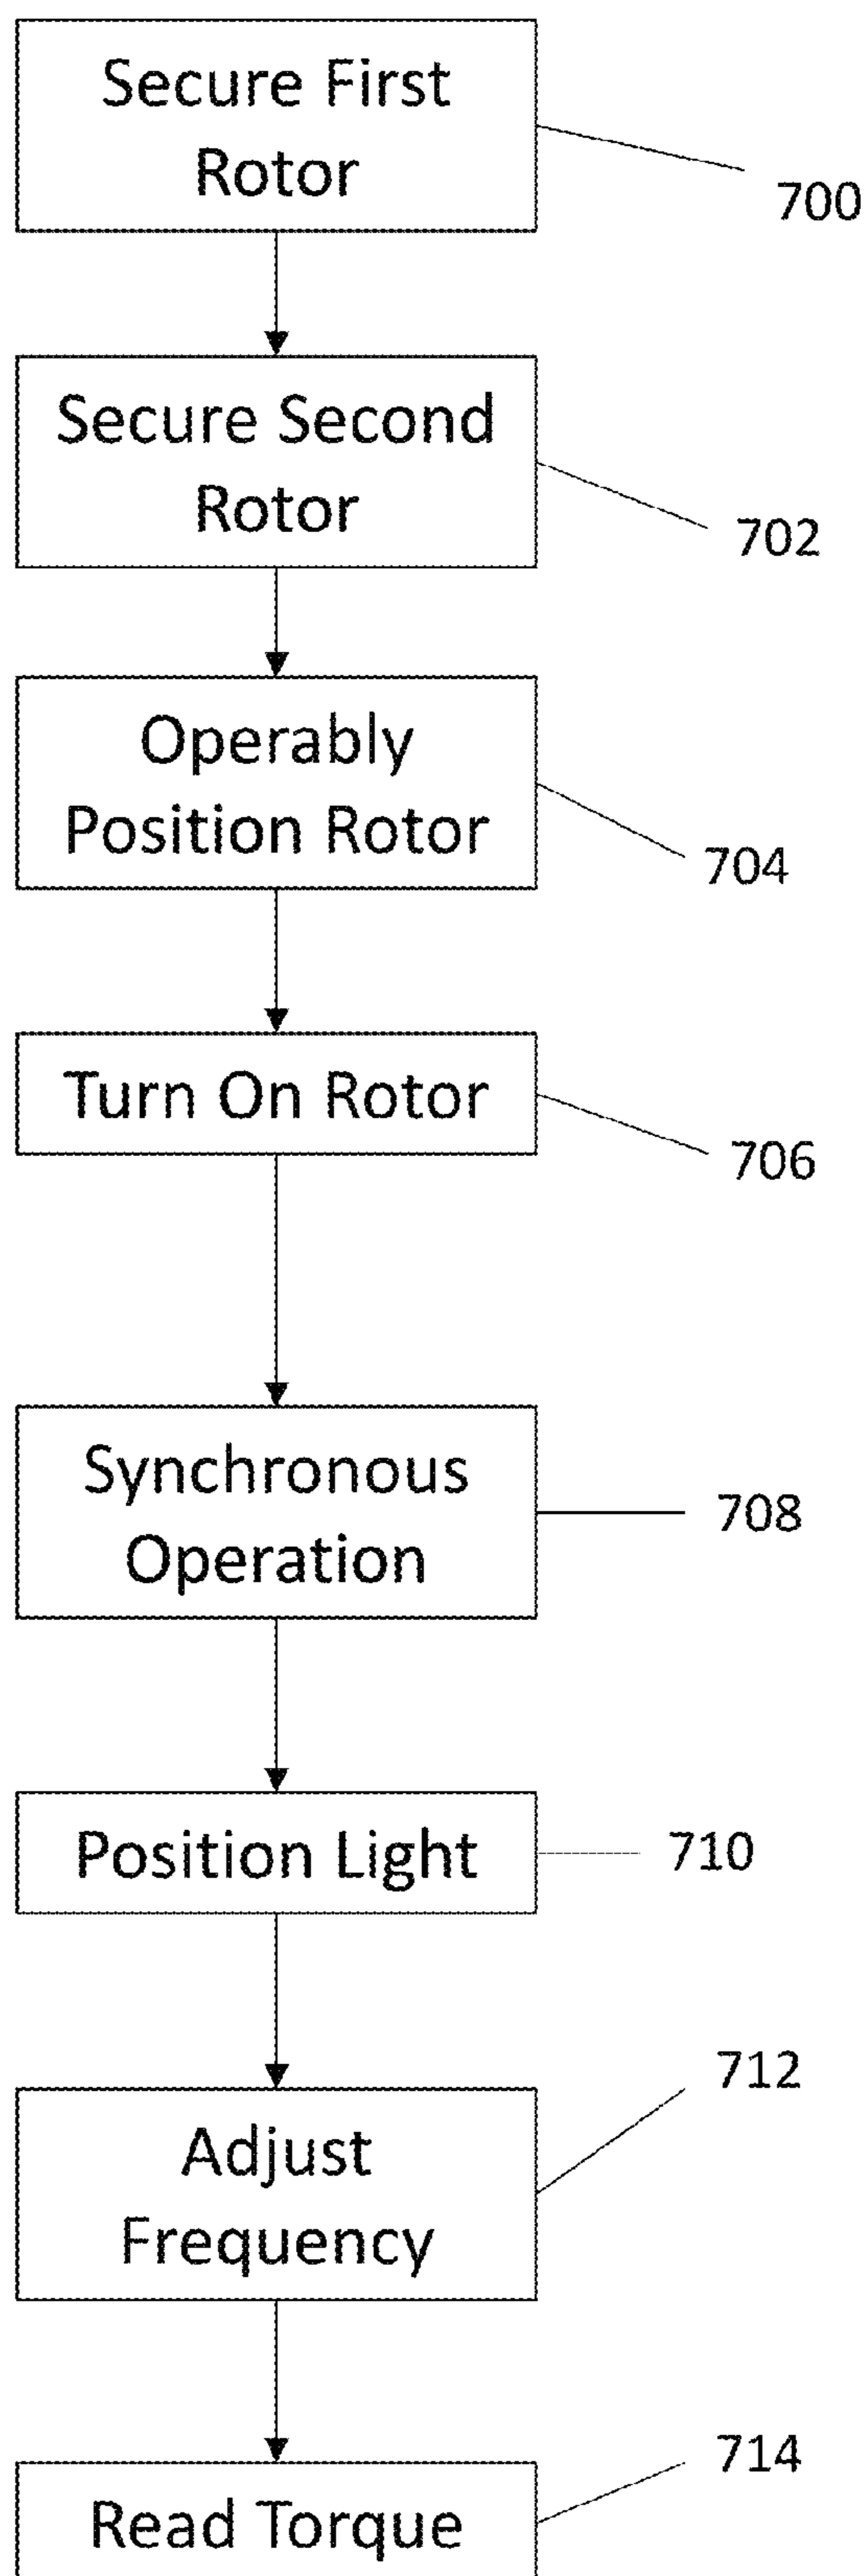 Secure First
Rotor
700
Secure Second
Rotor
702
Operably
Position Rotor
704
Turn On Rotor
706
Synchronous
Operation
708
Position Light
710
712
Adjust
Frequency
714
Read Torque